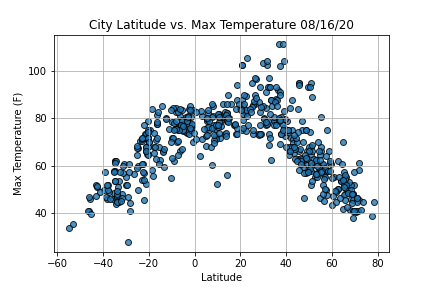 City Latitude vs. Max Temperature 08/16/20
100
80
60
40
Max Temperature (F)
−60 −40 −20 0 20 40 60 80
Latitude